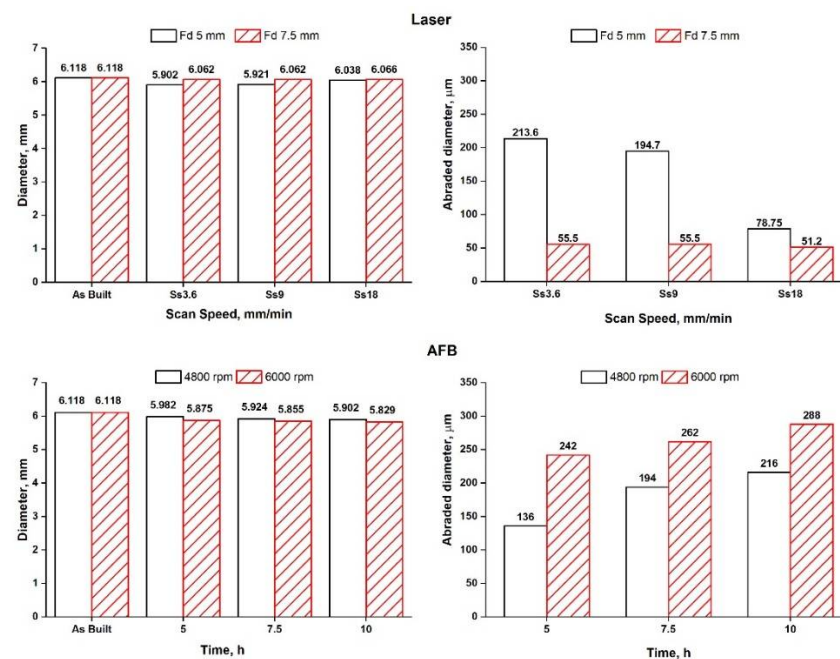 Laser
Fd 5 mm Fd 7.5 mm
7
6
5
4
3
2
1
0
Diameter, mm
6.118 6.118 5.902 6.062 5.921 6.062 6.038 6.066
As Built Ss3.6 Ss9 Ss18
Scan Speed, mm/min
Fd 5 mm Fd 7.5 mm
350
300
250
200
150
100
50
0
Abraded diameter, µm
213.6 55.5 194.7 55.5 78.75 51.2
Ss3.6 Ss9 Ss18
Scan Speed, mm/min
AFB
4800 rpm 6000 rpm
7
6
5
4
3
2
1
0
Diameter, mm
6.118 6.118 5.982 5.875 5.924 5.855 5.902 5.829
As Built 5 7.5 10
Time, h
4800 rpm 6000 rpm
350
300
250
200
150
100
50
0
Abraded diameter, µm
136 242 194 262 216 288
5 7.5 10
Time, h